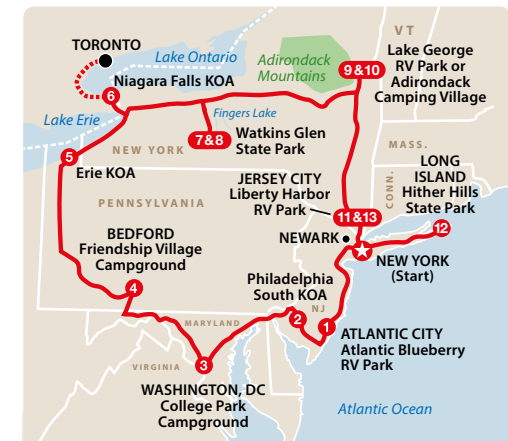 VT
TORONTO
Lake Ontario
Adirondack
Mountains
9 &10
Lake George
RV Park or
Adirondack
Camping Village
Niagara Falls KOA
6
Lake Erie
Fingers Lake
7&8
Watkins Glen
State Park
NEW YORK
MASS.
5
Erie KOA
CONN.
LONG
ISLAND
Hither Hills
State Park
JERSEY CITY
Liberty Harbor
RV Park
11 &13
12
PENNSYLVANIA
NEWARK
NEW YORK
(Start)
BEDFORD
Friendship Village
Campground
4
Philadelphia
South KOA
NJ
2
1
MARYLAND
ATLANTIC CITY
Atlantic Blueberry
RV Park
VIRGINIA
3
WASHINGTON, DC
College Park
Campground
Atlantic Ocean